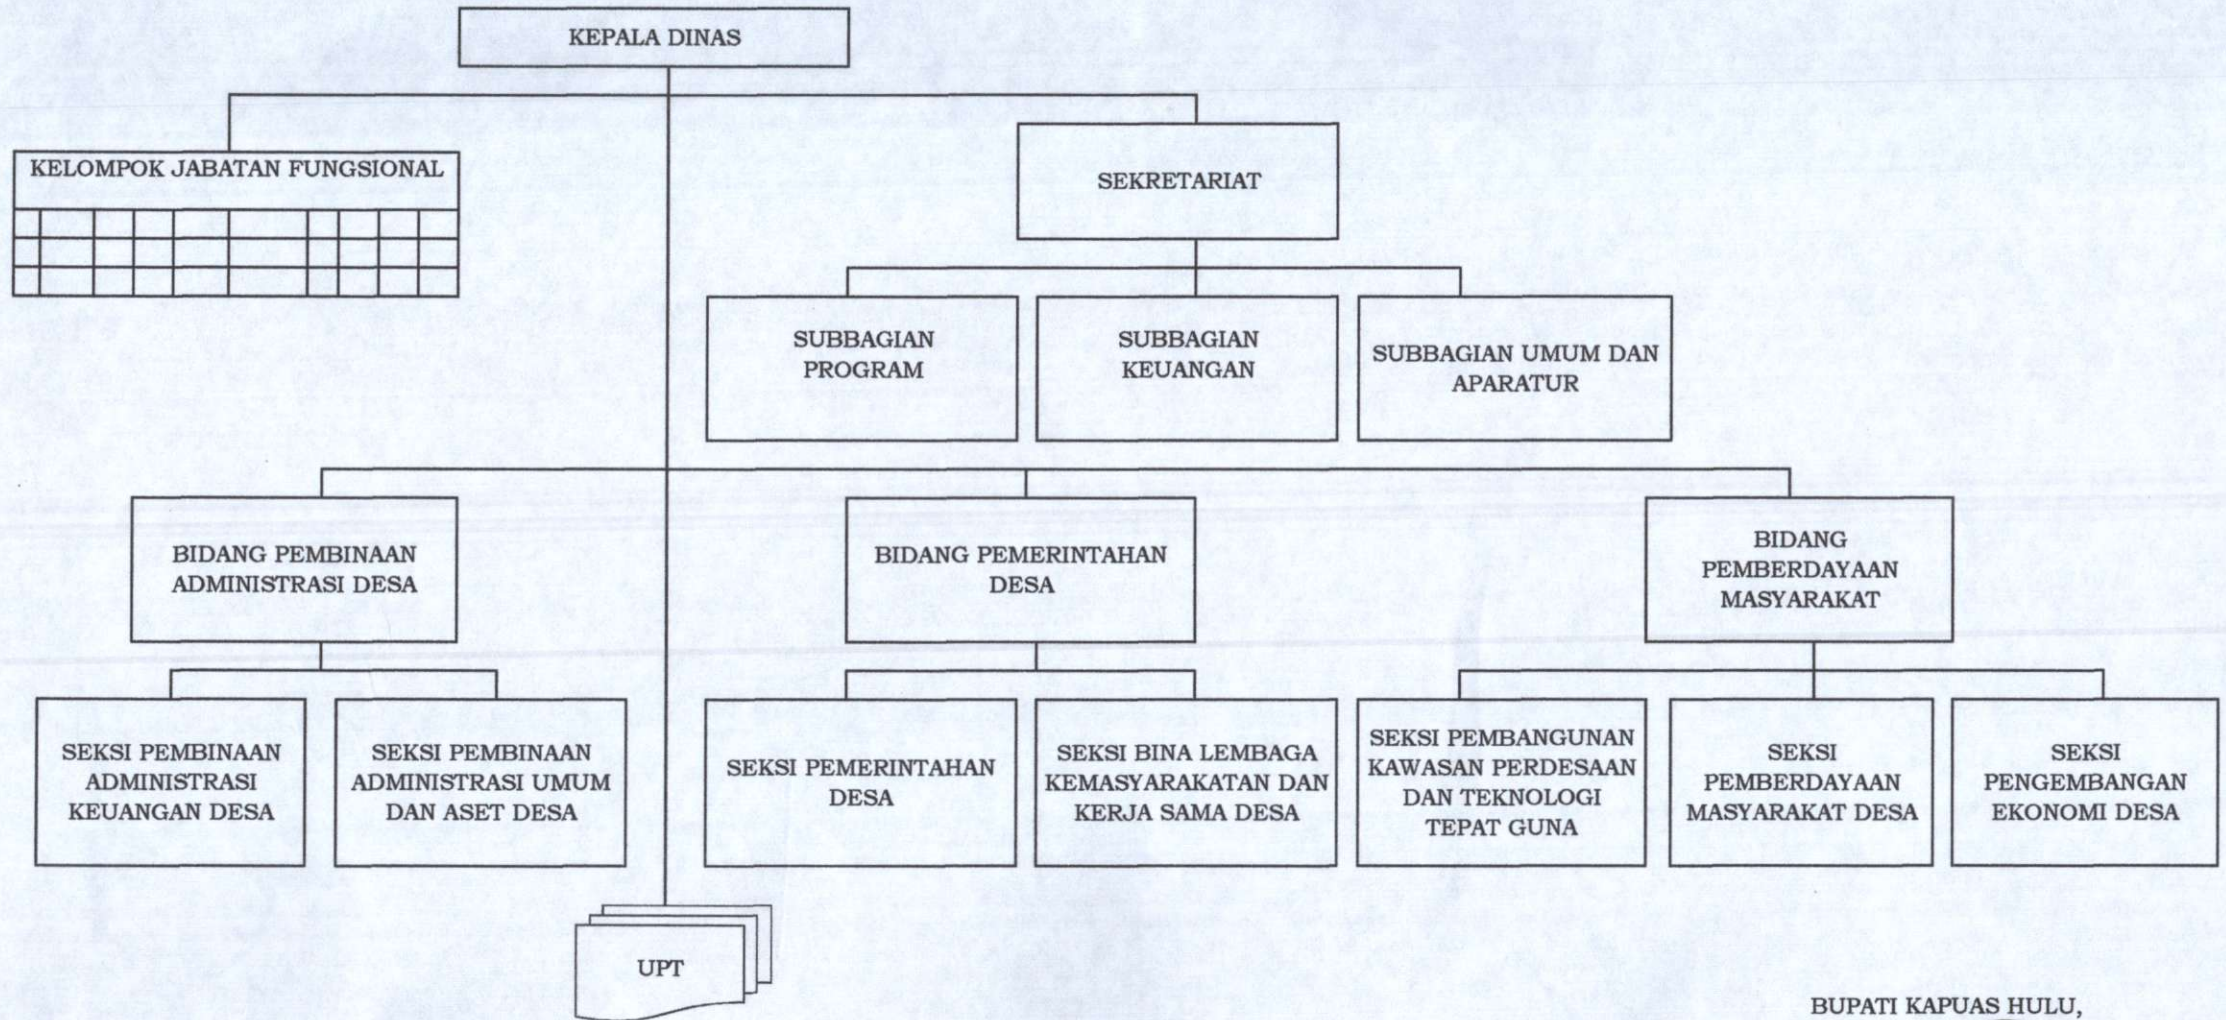 KEPALA DINAS
KELOMPOK JABATAN FUNGSIONAL
SEKRETARIAT
SUBBAGIAN
PROGRAM
SUBBAGIAN
KEUANGAN
SUBBAGIAN UMUM DAN
APARATUR
BIDANG PEMBINAAN
ADMINISTRASI DESA
BIDANG PEMERINTAHAN
DESA
BIDANG
PEMBERDAYAAN
MASYARAKAT
SEKSI PEMBINAAN
ADMINISTRASI
KEUANGAN DESA
SEKSI PEMBINAAN
ADMINISTRASI UMUM
DAN ASET DESA
SEKSI PEMERINTAHAN
DESA
SEKSI BINA LEMBAGA
KEMASYARAKATAN DAN
KERJA SAMA DESA
SEKSI PEMBANGUNAN
KAWASAN PERDESAAN
DAN TEKNOLOGI
TEPAT GUNA
SEKSI
PEMBERDAYAAN
MASYARAKAT DESA
SEKSI
PENGEMBANGAN
EKONOMI DESA
UPT
BUPATI KAPUAS HULU,